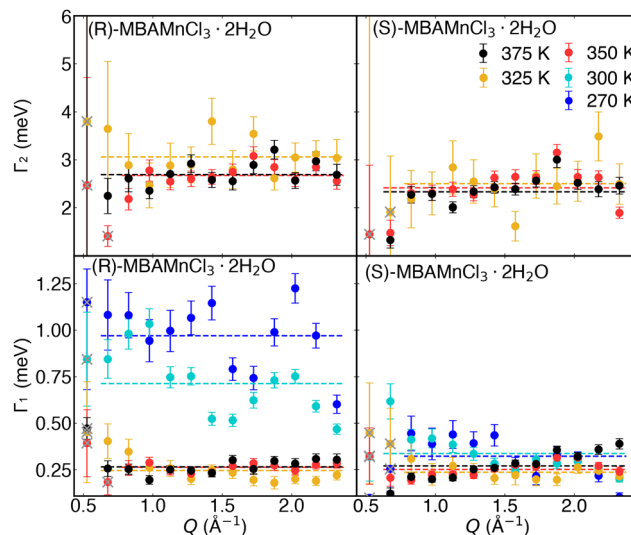 (R)-MBAMnCl₃ · 2H₂O
(S)-MBAMnCl₃ · 2H₂O
375 K
350 K
325 K
300 K
270 K
Γ₂ (meV)
6
5
4
3
2
(R)-MBAMnCl₃ · 2H₂O
(S)-MBAMnCl₃ · 2H₂O
Γ₁ (meV)
1.25
1.00
0.75
0.50
0.25
0.5 1.0 1.5 2.0
0.5 1.0 1.5 2.0
Q (Å⁻¹)
Q (Å⁻¹)